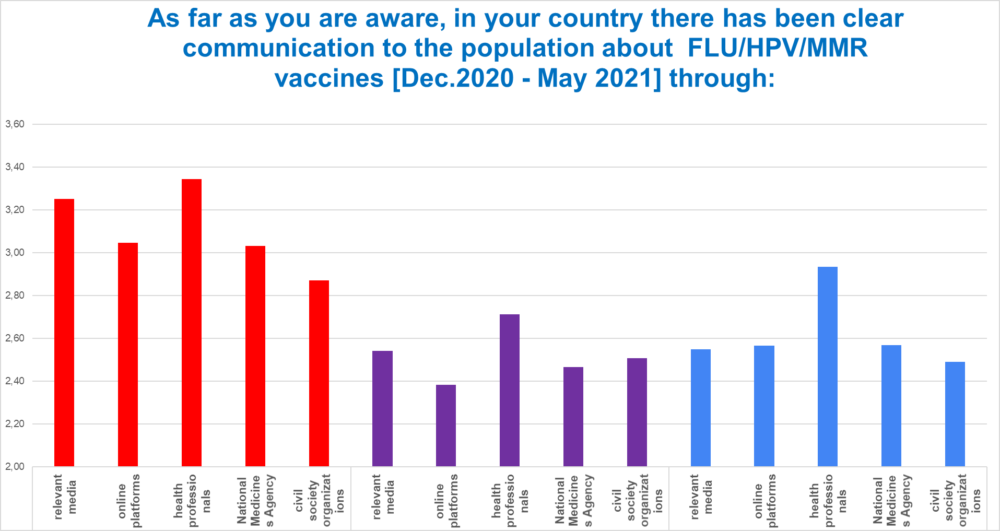 As far as you are aware, in your country there has been clear
communication to the population about  FLU/HPV/MMR
vaccines [Dec.2020 - May 2021] through:
3,60
3,40
3,20
3,00
2,80
2,60
2,40
2,20
2,00
relevant
media
online
platforms
health
professio
nals
National
Medicine
s Agency
civil
society
organizat
ions
relevant
media
online
platforms
health
professio
nals
National
Medicine
s Agency
civil
society
organizat
ions
relevant
media
online
platforms
health
professio
nals
National
Medicine
s Agency
civil
society
organizat
ions